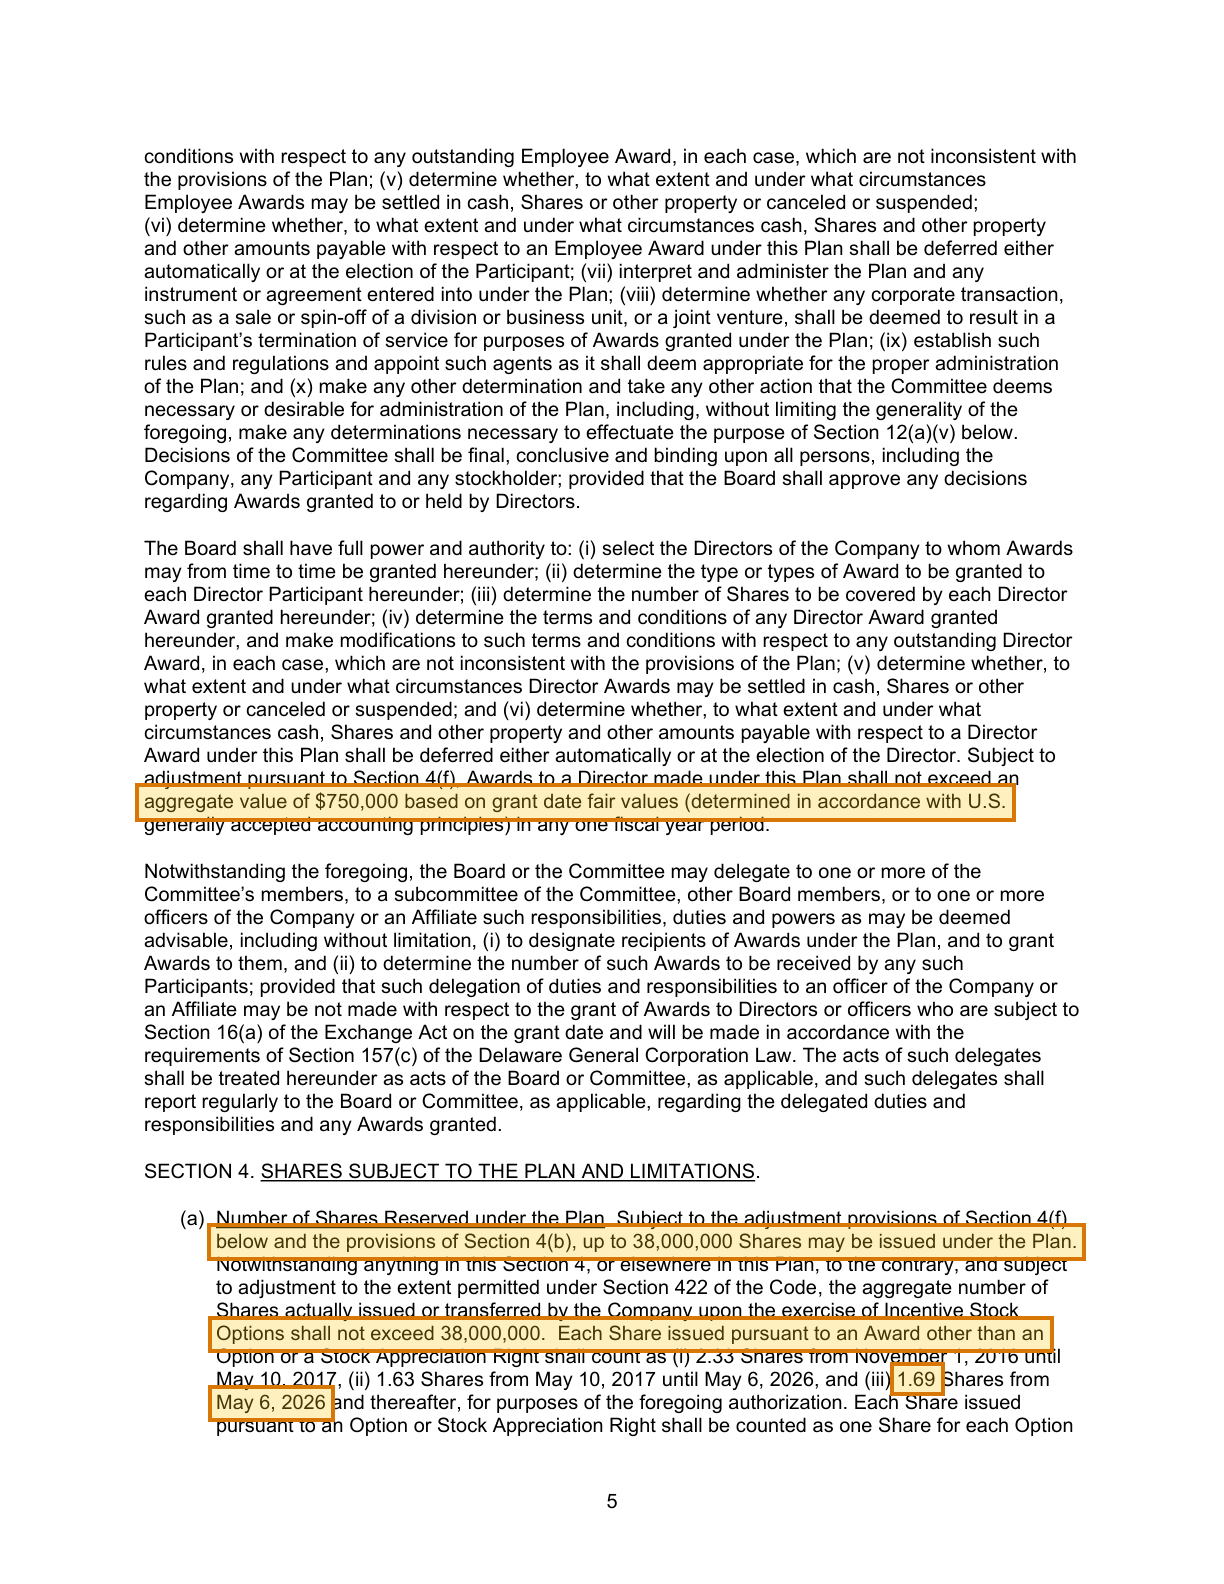 conditions with respect to any outstanding Employee Award, in each case, which are not inconsistent with
the provisions of the Plan; (v) determine whether, to what extent and under what circumstances
Employee Awards may be settled in cash, Shares or other property or canceled or suspended;
(vi) determine whether, to what extent and under what circumstances cash, Shares and other property
and other amounts payable with respect to an Employee Award under this Plan shall be deferred either
automatically or at the election of the Participant; (vii) interpret and administer the Plan and any
instrument or agreement entered into under the Plan; (viii) determine whether any corporate transaction,
such as a sale or spin-off of a division or business unit, or a joint venture, shall be deemed to result in a
Participant’s termination of service for purposes of Awards granted under the Plan; (ix) establish such
rules and regulations and appoint such agents as it shall deem appropriate for the proper administration
of the Plan; and (x) make any other determination and take any other action that the Committee deems
necessary or desirable for administration of the Plan, including, without limiting the generality of the
foregoing, make any determinations necessary to effectuate the purpose of Section 12(a)(v) below.
Decisions of the Committee shall be final, conclusive and binding upon all persons, including the
Company, any Participant and any stockholder; provided that the Board shall approve any decisions
regarding Awards granted to or held by Directors.
The Board shall have full power and authority to: (i) select the Directors of the Company to whom Awards
may from time to time be granted hereunder; (ii) determine the type or types of Award to be granted to
each Director Participant hereunder; (iii) determine the number of Shares to be covered by each Director
Award granted hereunder; (iv) determine the terms and conditions of any Director Award granted
hereunder, and make modifications to such terms and conditions with respect to any outstanding Director
Award, in each case, which are not inconsistent with the provisions of the Plan; (v) determine whether, to
what extent and under what circumstances Director Awards may be settled in cash, Shares or other
property or canceled or suspended; and (vi) determine whether, to what extent and under what
circumstances cash, Shares and other property and other amounts payable with respect to a Director
Award under this Plan shall be deferred either automatically or at the election of the Director. Subject to
adjustment pursuant to Section 4(f), Awards to a Director made under this Plan shall not exceed an
aggregate value of $750,000 based on grant date fair values (determined in accordance with U.S.
generally accepted accounting principles) in any one fiscal year period.
Notwithstanding the foregoing, the Board or the Committee may delegate to one or more of the
Committee’s members, to a subcommittee of the Committee, other Board members, or to one or more
officers of the Company or an Affiliate such responsibilities, duties and powers as may be deemed
advisable, including without limitation, (i) to designate recipients of Awards under the Plan, and to grant
Awards to them, and (ii) to determine the number of such Awards to be received by any such
Participants; provided that such delegation of duties and responsibilities to an officer of the Company or
an Affiliate may be not made with respect to the grant of Awards to Directors or officers who are subject to
Section 16(a) of the Exchange Act on the grant date and will be made in accordance with the
requirements of Section 157(c) of the Delaware General Corporation Law. The acts of such delegates
shall be treated hereunder as acts of the Board or Committee, as applicable, and such delegates shall
report regularly to the Board or Committee, as applicable, regarding the delegated duties and
responsibilities and any Awards granted.
SECTION 4. SHARES SUBJECT TO THE PLAN AND LIMITATIONS.
(a) Number of Shares Reserved under the Plan. Subject to the adjustment provisions of Section 4(f)
below and the provisions of Section 4(b), up to 38,000,000 Shares may be issued under the Plan.
Notwithstanding anything in this Section 4, or elsewhere in this Plan, to the contrary, and subject
to adjustment to the extent permitted under Section 422 of the Code, the aggregate number of
Shares actually issued or transferred by the Company upon the exercise of Incentive Stock
Options shall not exceed 38,000,000. Each Share issued pursuant to an Award other than an
Option or a Stock Appreciation Right shall count as (i) 2.33 Shares from November 1, 2016 until
May 10, 2017, (ii) 1.63 Shares from May 10, 2017 until May 6, 2026, and (iii) 1.69 Shares from
May 6, 2026 and thereafter, for purposes of the foregoing authorization. Each Share issued
pursuant to an Option or Stock Appreciation Right shall be counted as one Share for each Option
5